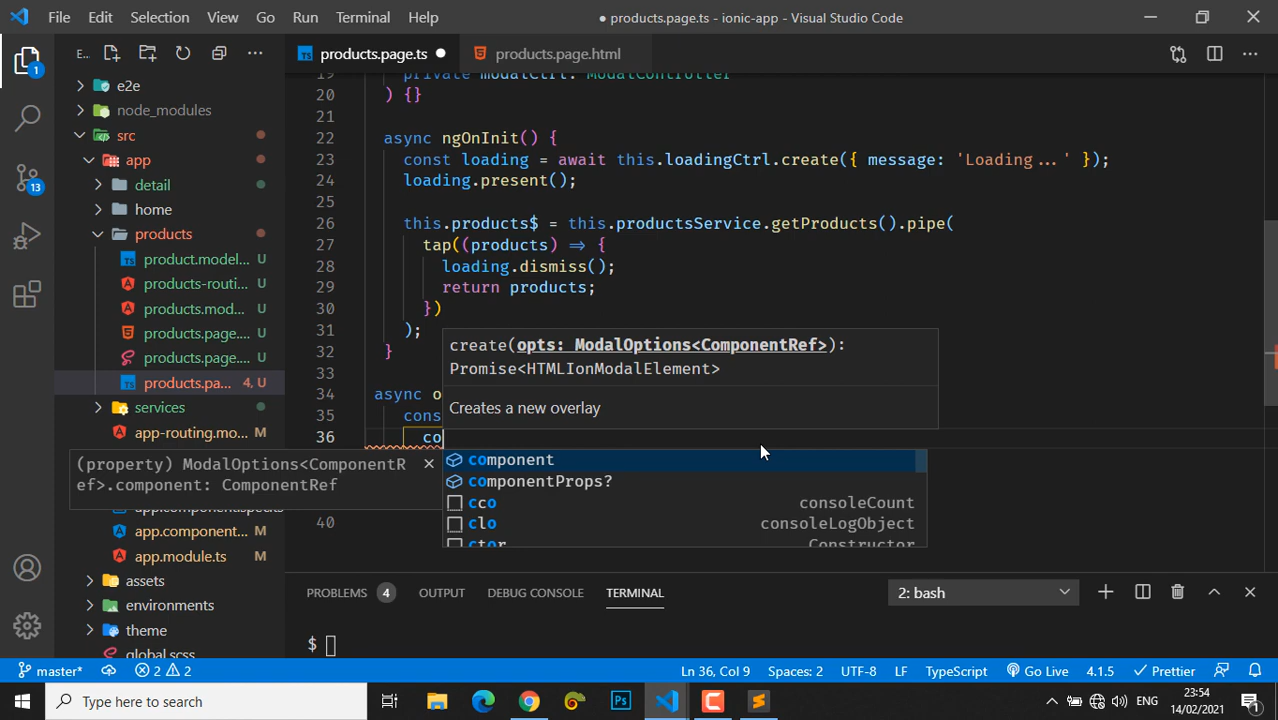 File Edit Selection View Go Run Terminal Help
● products.page.ts - ionic-app - Visual Studio Code
E...
products.page.ts
products.page.html
1
13
e2e
node_modules
src
app
detail
home
products
product.model... U
products-routi... U
products.mod... U
products.page.... U
products.page.... U
products.pa... 4, U
services
app-routing.mo... M
app.component... M
app.module.ts M
assets
environments
theme
global.scss
19 private modalCtrl: ModalController
20 ) {}
21
22 async ngOnInit() {
23 const loading = await this.loadingCtrl.create({ message: 'Loading...' });
24 loading.present();
25
26 this.products$ = this.productsService.getProducts().pipe(
27 tap((products) => {
28 loading.dismiss();
29 return products;
30 })
31 );
32 }
33
34 async o
35 cons
36 co
40
create(opts: ModalOptions<ComponentRef>):
Promise<HTMLIonModalElement>
Creates a new overlay
component
componentProps?
cco consoleCount
clo consoleLogObject
ctor Constructor
(property) ModalOptions<ComponentR
ef>.component: ComponentRef
PROBLEMS 4 OUTPUT DEBUG CONSOLE TERMINAL
2: bash
$
master* 2 2
Ln 36, Col 9 Spaces: 2 UTF-8 LF TypeScript Go Live 4.1.5 Prettier
Type here to search
Ps
ENG
23:54
14/02/2021
1